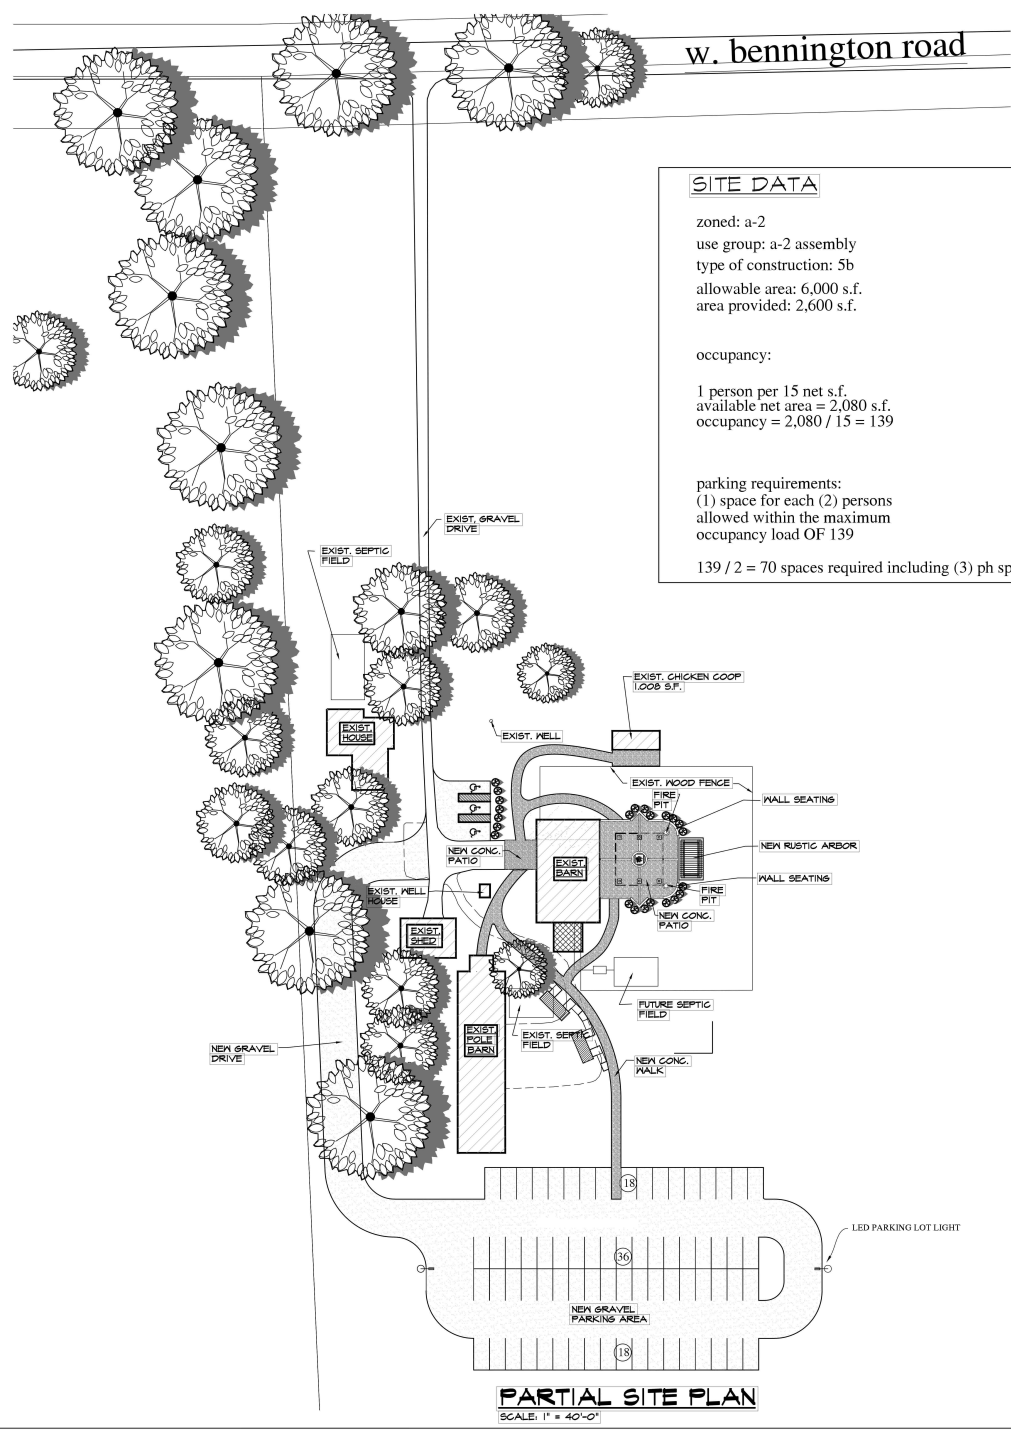 w. bennington road
SITE DATA
zoned: a-2
use group: a-2 assembly
type of construction: 5b
allowable area: 6,000 s.f.
area provided: 2,600 s.f.
occupancy:
1 person per 15 net s.f.
available net area = 2,080 s.f.
occupancy = 2,080 / 15 = 139
parking requirements:
(1) space for each (2) persons
allowed within the maximum
occupancy load OF 139
139 / 2 = 70 spaces required including (3) ph sp
EXIST. GRAVEL
DRIVE
EXIST. SEPTIC
FIELD
EXIST. CHICKEN COOP
1,008 S.F.
EXIST.
HOUSE
EXIST. WELL
EXIST. WOOD FENCE
FIRE
PIT
WALL SEATING
NEW CONC.
PATIO
EXIST.
BARN
NEW RUSTIC ARBOR
WALL SEATING
EXIST. WELL
HOUSE
FIRE
PIT
NEW CONC.
PATIO
EXIST.
SHED
FUTURE SEPTIC
FIELD
EXIST.
POLE
BARN
EXIST. SEPTIC
FIELD
NEW GRAVEL
DRIVE
NEW CONC.
WALK
18
LED PARKING LOT LIGHT
36
NEW GRAVEL
PARKING AREA
18
PARTIAL SITE PLAN
SCALE: 1" = 40'-0"